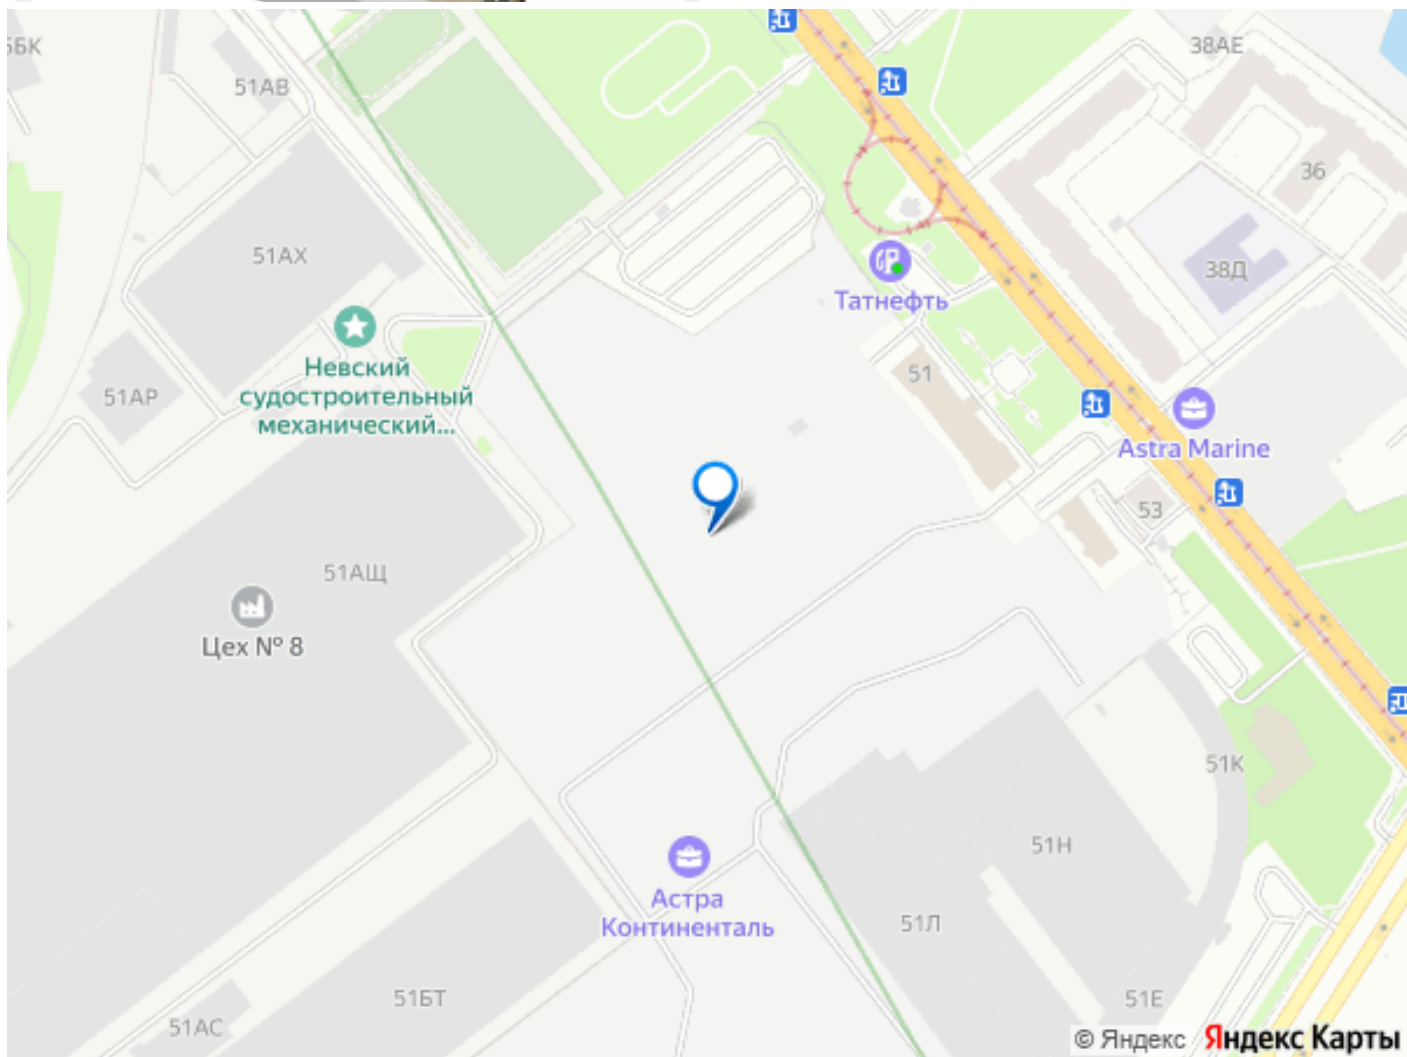 5БК
38АЕ
51АВ
36
51АХ
38Д
Татнефть
Невский
судостроительный
механический...
51
51АР
Astra Marine
53
51АЩ
Цех № 8
51К
51Н
Астра
Континенталь
51Л
51БТ
51Е
51АС
© Яндекс Яндекс Карты